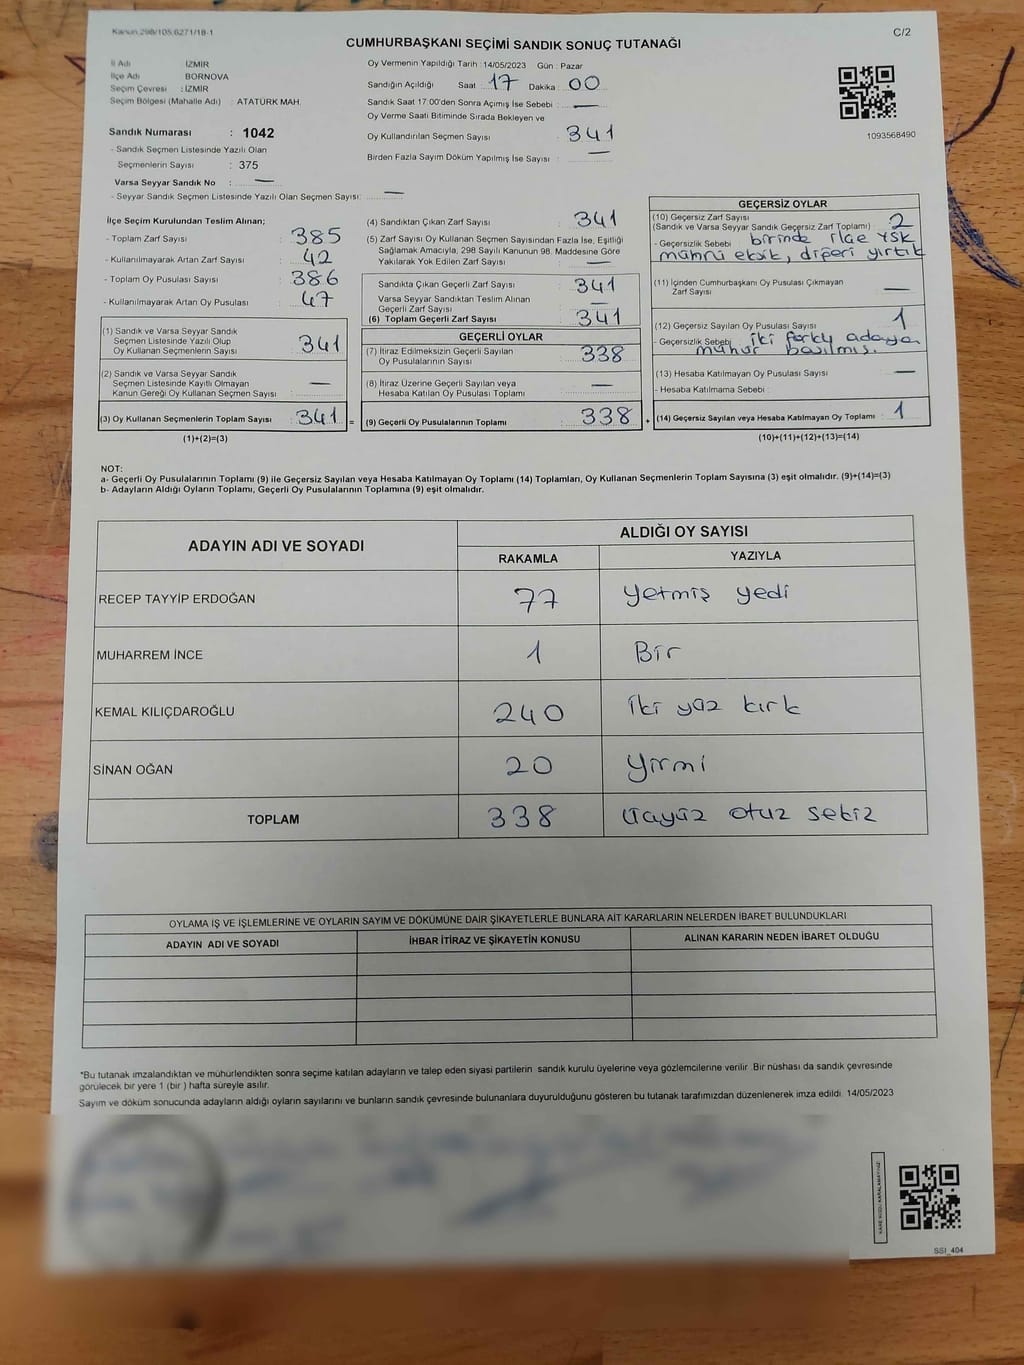 Kanun.298/105,6271/18-1
C/2
CUMHURBAŞKANI SEÇİMİ SANDIK SONUÇ TUTANAĞI
İl Adı İZMİR
İlçe Adı BORNOVA
Seçim Çevresi : İZMİR
Seçim Bölgesi (Mahalle Adı) : ATATÜRK MAH.
Sandık Numarası : 1042
- Sandık Seçmen Listesinde Yazılı Olan
Seçmenlerin Sayısı : 375
Varsa Seyyar Sandık No : —
- Seyyar Sandık Seçmen Listesinde Yazılı Olan Seçmen Sayısı: —
Oy Vermenin Yapıldığı Tarih : 14/05/2023 Gün : Pazar
Sandığın Açıldığı Saat 17 Dakika 00
Sandık Saat 17:00'den Sonra Açımış İse Sebebi : —
Oy Verme Saati Bitiminde Sırada Bekleyen ve
Oy Kullandırılan Seçmen Sayısı : 341
Birden Fazla Sayım Döküm Yapılmış İse Sayısı : —
1093568490
İlçe Seçim Kurulundan Teslim Alınan;
- Toplam Zarf Sayısı : 385
- Kullanılmayarak Artan Zarf Sayısı : 42
- Toplam Oy Pusulası Sayısı : 386
- Kullanılmayarak Artan Oy Pusulası : 47
(1) Sandık ve Varsa Seyyar Sandık
Seçmen Listesinde Yazılı Olup
Oy Kullanan Seçmenlerin Sayısı : 341
(2) Sandık ve Varsa Seyyar Sandık
Seçmen Listesinde Kayıtlı Olmayan
Kanun Gereği Oy Kullanan Seçmen Sayısı : —
(3) Oy Kullanan Seçmenlerin Toplam Sayısı : 341 =
(1)+(2)=(3)
(4) Sandıktan Çıkan Zarf Sayısı : 341
(5) Zarf Sayısı Oy Kullanan Seçmen Sayısından Fazla İse, Eşitliği
Sağlamak Amacıyla, 298 Sayılı Kanunun 98. Maddesine Göre
Yakılarak Yok Edilen Zarf Sayısı : —
Sandıkta Çıkan Geçerli Zarf Sayısı : 341
Varsa Seyyar Sandıktan Teslim Alınan
Geçerli Zarf Sayısı : —
(6) Toplam Geçerli Zarf Sayısı : 341
GEÇERLİ OYLAR
(7) İtiraz Edilmeksizin Geçerli Sayılan
Oy Pusulasının Sayısı : 338
(8) İtiraz Üzerine Geçerli Sayılan veya
Hesaba Katılan Oy Pusulası Toplamı : —
(9) Geçerli Oy Pusulalarının Toplamı : 338 +
GEÇERSİZ OYLAR
(10) Geçersiz Zarf Sayısı
(Sandık ve Varsa Seyyar Sandık Geçersiz Zarf Toplamı) : 2
- Geçersizlik Sebebi : birinde ilçe YSK
mührü eksik, diğeri yırtık
(11) İçinden Cumhurbaşkanı Oy Pusulası Çıkmayan
Zarf Sayısı : —
(12) Geçersiz Sayılan Oy Pusulası Sayısı : 1
- Geçersizlik Sebebi : iki farklı adaya
mühür basılmış.
(13) Hesaba Katılmayan Oy Pusulası Sayısı : —
- Hesaba Katılmama Sebebi :
(14) Geçersiz Sayılan veya Hesaba Katılmayan Oy Toplamı : 1
(10)+(11)+(12)+(13)=(14)
NOT:
a- Geçerli Oy Pusulalarının Toplamı (9) ile Geçersiz Sayılan veya Hesaba Katılmayan Oy Toplamı (14) Toplamları, Oy Kullanan Seçmenlerin Toplam Sayısına (3) eşit olmalıdır. (9)+(14)=(3)
b- Adayların Aldığı Oyların Toplamı, Geçerli Oy Pusulalarının Toplamına (9) eşit olmalıdır.
ADAYIN ADI VE SOYADI ALDIĞI OY SAYISI
RAKAMLA YAZIYLA
RECEP TAYYİP ERDOĞAN 77 Yetmiş yedi
MUHARREM İNCE 1 Bir
KEMAL KILIÇDAROĞLU 240 iki yüz kırk
SİNAN OĞAN 20 Yirmi
TOPLAM 338 Üçyüz otuz sekiz
OYLAMA İŞ VE İŞLEMLERİNE VE OYLARIN SAYIM VE DÖKÜMÜNE DAİR ŞİKAYETLERLE BUNLARA AİT KARARLARIN NELERDEN İBARET BULUNDUKLARI
ADAYIN ADI VE SOYADI İHBAR İTİRAZ VE ŞİKAYETİN KONUSU ALINAN KARARIN NEDEN İBARET OLDUĞU
*Bu tutanak imzalandıktan ve mühürlendikten sonra seçime katılan adayların ve talep eden siyasi partilerin sandık kurulu üyelerine veya gözlemcilerine verilir. Bir nüshası da sandık çevresinde
görülecek bir yere 1 (bir ) hafta süreyle asılır.
Sayım ve döküm sonucunda adayların aldığı oyların sayılarını ve bunların sandık çevresinde bulunanlara duyurulduğunu gösteren bu tutanak tarafımızdan düzenlenerek imza edildi. 14/05/2023
KARE KODU KARALAMAYINIZ!
SSI_404